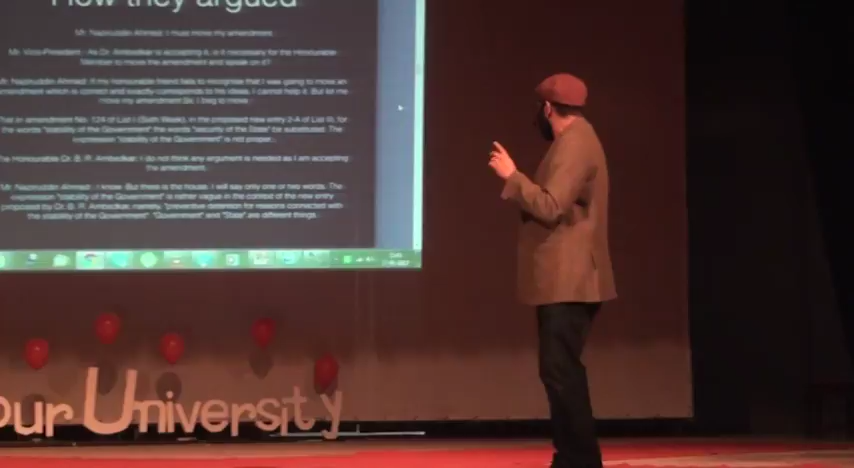 How they argued
Mr. Naziruddin Ahmad: I must move my amendment.
Mr. Vice-President: As Dr. Ambedkar is accepting it, is it necessary for the Honourable
Member to move the amendment and speak on it?
Mr. Naziruddin Ahmad: If my honourable friend fails to recognise that I was going to move an
amendment which is correct and exactly corresponds to his ideas, I cannot help it. But let me
move my amendment Sir, I beg to move:
That in amendment No. 124 of List I (Sixth Week), in the proposed new entry 2-A of List III, for
the words "stability of the Government" the words "security of the State" be substituted. The
expression "stability of the Government" is not proper.
The Honourable Dr. B. R. Ambedkar: I do not think any argument is needed as I am accepting
the amendment.
Mr. Naziruddin Ahmad: I know. But there is the house. I will say only one or two words. The
expression "stability of the Government" is rather vague in the context of the new entry
proposed by Dr. B. R. Ambedkar, namely, "preventive detention for reasons connected with
the stability of the Government". "Government" and "State" are different things.
our University